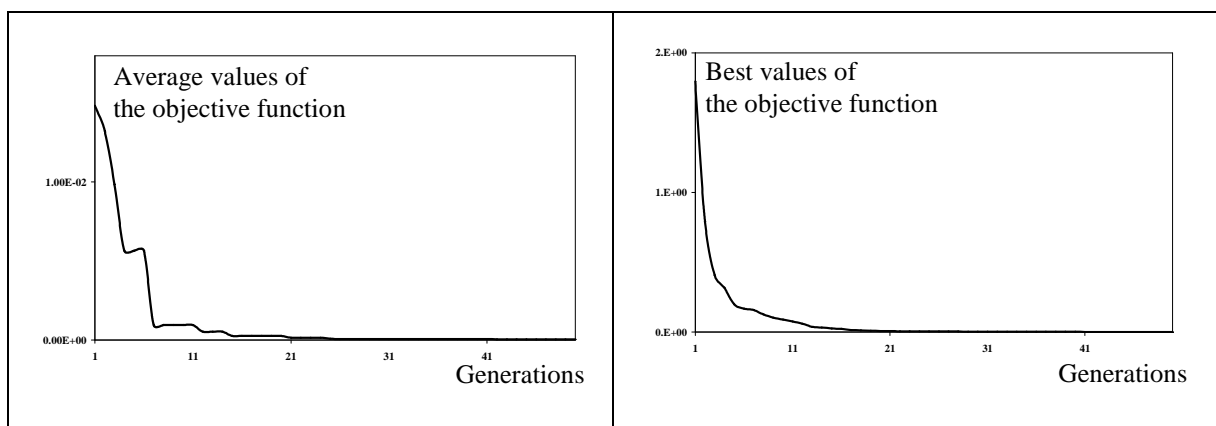 Average values of
the objective function
1.00E-02
0.00E+00
1 11 21 31 41
Generations
2.E+00
Best values of
the objective function
1.E+00
0.E+00
1 11 21 31 41
Generations